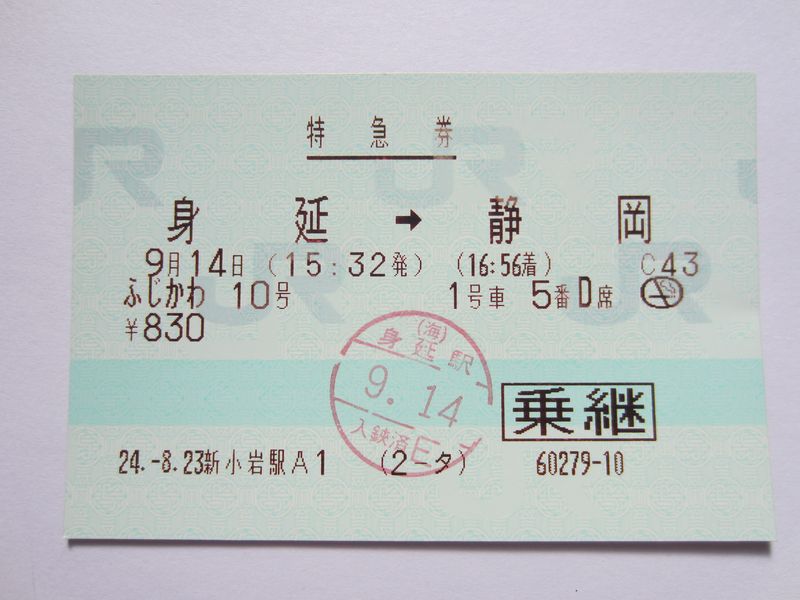 特急券
身延 → 静岡
9月14日 (15:32発) (16:56着) C43
ふじかわ 10号 1号車 5番D席
¥830
(海)
身延駅
9.14
入鋏済E
乗継
24.-8.23新小岩駅A1 (2-タ) 60279-10